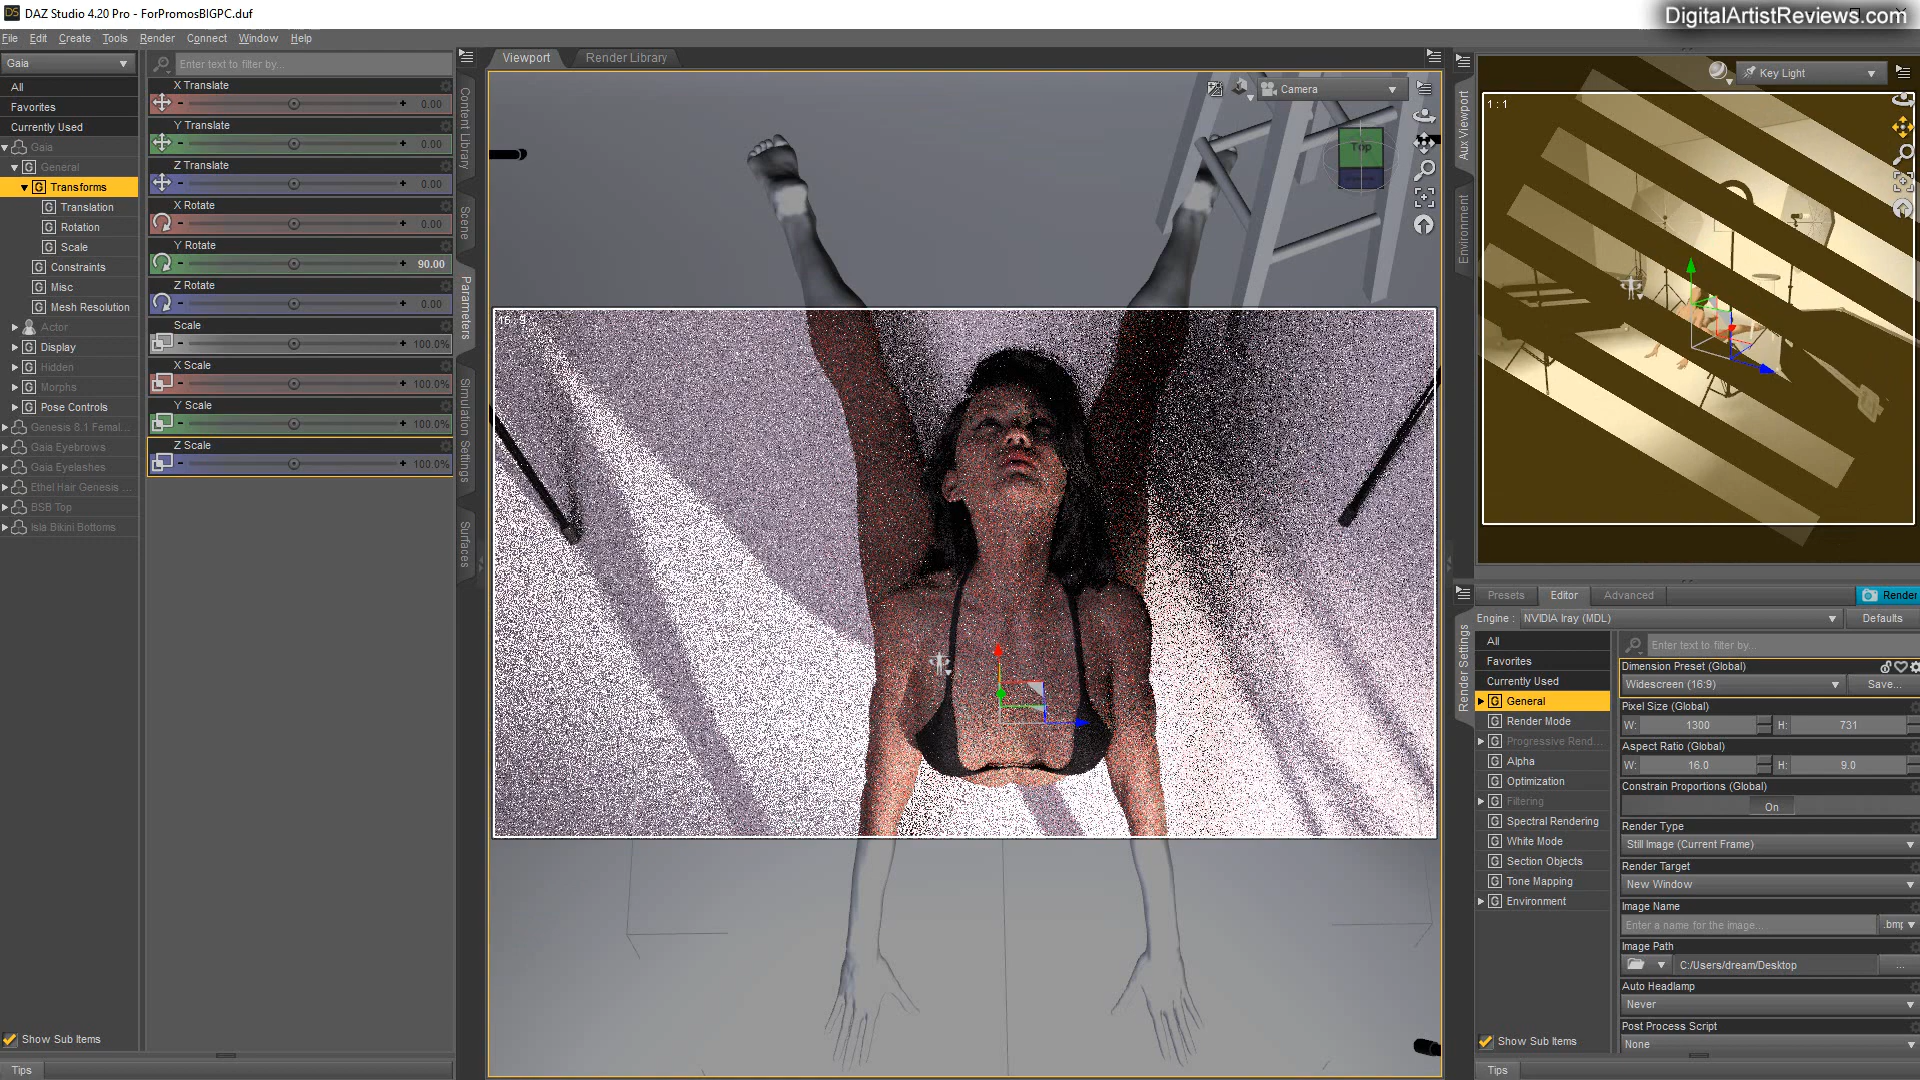 DAZ Studio 4.20 Pro - ForPromosBIGPC.duf
DigitalArtistReviews.com
File Edit Create Tools Render Connect Window Help
Gaia
All
Favorites
Currently Used
Gaia
General
Transforms
Translation
Rotation
Scale
Constraints
Misc
Mesh Resolution
Actor
Display
Hidden
Morphs
Pose Controls
Genesis 8.1 Femal...
Gaia Eyebrows
Gaia Eyelashes
Ethel Hair Genesis ...
BSB Top
Isla Bikini Bottoms
Show Sub Items
Tips
Enter text to filter by...
X Translate
0.00
Y Translate
0.00
Z Translate
0.00
X Rotate
0.00
Y Rotate
90.00
Z Rotate
0.00
Scale
100.0%
X Scale
100.0%
Y Scale
100.0%
Z Scale
100.0%
Content Library
Scene
Parameters
Simulation Settings
Surfaces
Viewport Render Library
Camera
Top
16 : 9
Aux Viewport
Environment
Key Light
1 : 1
Render Settings
Presets Editor Advanced Render
Engine : NVIDIA Iray (MDL) Defaults
All
Favorites
Currently Used
General
Render Mode
Progressive Rend...
Alpha
Optimization
Filtering
Spectral Rendering
White Mode
Section Objects
Tone Mapping
Environment
Show Sub Items
Tips
Enter text to filter by...
Dimension Preset (Global)
Widescreen (16:9) Save...
Pixel Size (Global)
W: 1300 H: 731
Aspect Ratio (Global)
W: 16.0 H: 9.0
Constrain Proportions (Global)
On
Render Type
Still Image (Current Frame)
Render Target
New Window
Image Name
Enter a name for the image... .bmp
Image Path
C:/Users/dream/Desktop ...
Auto Headlamp
Never
Post Process Script
None